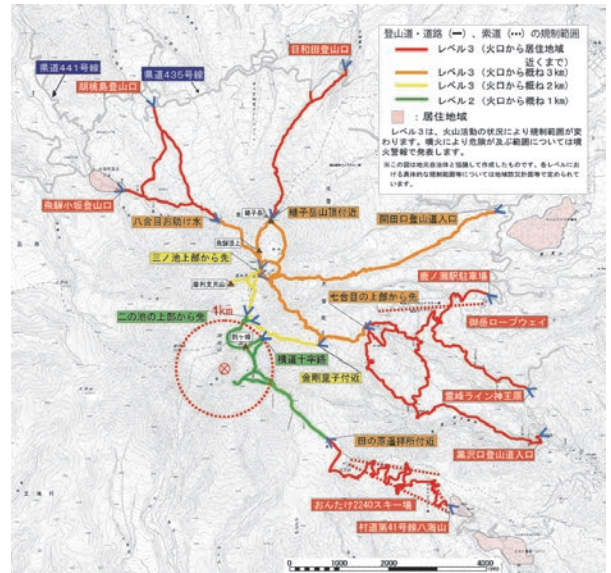 登山道・道路(━)、索道(•••)の規制範囲
レベル3(火口から居住地域
近くまで)
レベル3(火口から概ね3km)
レベル3(火口から概ね2km)
レベル2(火口から概ね1km)
:居住地域
レベル3は、火山活動の状況により規制範囲が変
わります。噴火により危険が及ぶ範囲については噴
火警報で発表します。
※この図は地元自治体と協議して作成したものです。各レベルにお
ける具体的な規制範囲等については地域防災計画等で定められて
います。
日和田登山口
県道441号線
県道435号線
胡桃島登山口
飛騨小坂登山口
八合目お助け水
継子岳
継子岳山頂付近
開田口登山道入口
飛騨頂上
三ノ池上部から先
摩利支天山
鹿ノ瀬駅駐車場
七合目の上部から先
御岳ロープウェイ
二の池の上部から先
1km
剣ヶ峰
横道十字路
金剛童子付近
霊峰ライン神王原
黒沢口登山道入口
田の原遥拝所付近
おんたけ2240スキー場
村道第41号線八海山
0 1000 2000 4000